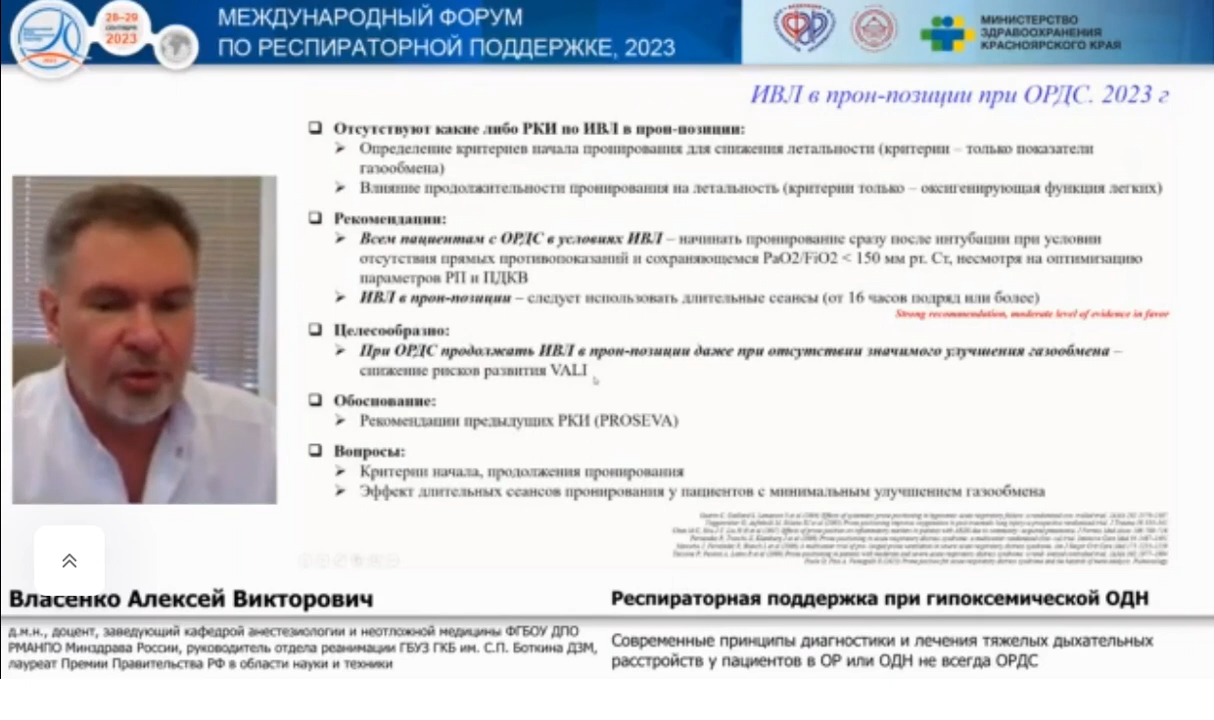 28-29
СЕНТЯБРЯ
2023
МЕЖДУНАРОДНЫЙ ФОРУМ
ПО РЕСПИРАТОРНОЙ ПОДДЕРЖКЕ, 2023
МИНИСТЕРСТВО
ЗДРАВООХРАНЕНИЯ
КРАСНОЯРСКОГО КРАЯ
ИВЛ в прон-позиции при ОРДС. 2023 г
❑ Отсутствуют какие либо РКИ по ИВЛ в прон-позиции:
➤ Определение критериев начала пронирования для снижения летальности (критерии – только показатели
газообмена)
➤ Влияние продолжительности пронирования на летальность (критерии только – оксигенирующая функция легких)
❑ Рекомендации:
➤ Всем пациентам с ОРДС в условиях ИВЛ – начинать пронирование сразу после интубации при условии
отсутствия прямых противопоказаний и сохраняющемся PaO2/FiO2 < 150 мм рт. Ст, несмотря на оптимизацию
параметров РП и ПДКВ
➤ ИВЛ в прон-позиции – следует использовать длительные сеансы (от 16 часов подряд или более)
Strong recommendation, moderate level of evidence in favor
❑ Целесообразно:
➤ При ОРДС продолжать ИВЛ в прон-позиции даже при отсутствии значимого улучшения газообмена –
снижение рисков развития VALI
❑ Обоснование:
➤ Рекомендации предыдущих РКИ (PROSEVA)
❑ Вопросы:
➤ Критерии начала, продолжения пронирования
➤ Эффект длительных сеансов пронирования у пациентов с минимальным улучшением газообмена
Власенко Алексей Викторович
д.м.н., доцент, заведующий кафедрой анестезиологии и неотложной медицины ФГБОУ ДПО
РМАНПО Минздрава России, руководитель отдела реанимации ГБУЗ ГКБ им. С.П. Боткина ДЗМ,
лауреат Премии Правительства РФ в области науки и техники
Респираторная поддержка при гипоксемической ОДН
Современные принципы диагностики и лечения тяжелых дыхательных
расстройств у пациентов в ОР или ОДН не всегда ОРДС